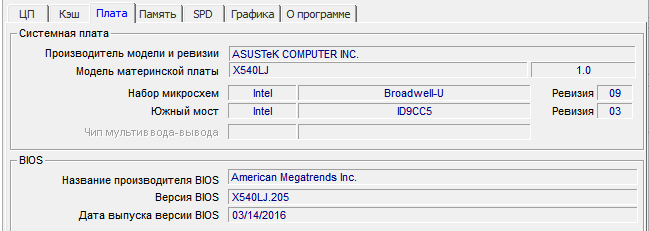 ЦП Кэш Плата Память SPD Графика О программе
Системная плата
Производитель модели и ревизии ASUSTeK COMPUTER INC.
Модель материнской платы X540LJ 1.0
Набор микросхем Intel Broadwell-U Ревизия 09
Южный мост Intel ID9CC5 Ревизия 03
Чип мультив вода-вывода
BIOS
Название производителя BIOS American Megatrends Inc.
Версия BIOS X540LJ.205
Дата выпуска версии BIOS 03/14/2016